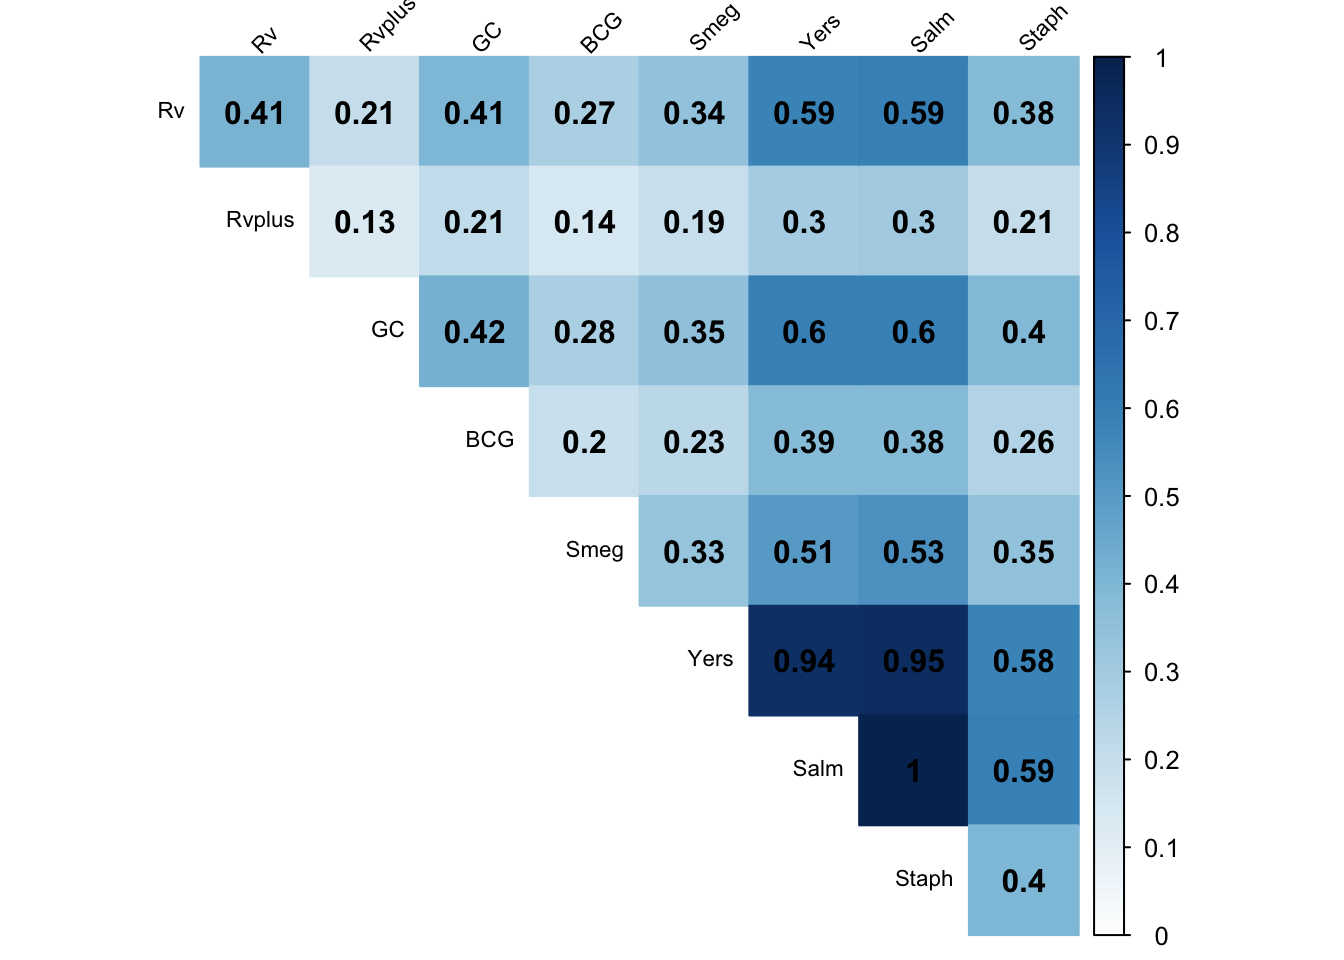 Rv Rvplus GC BCG Smeg Yers Salm Staph
Rv 0.41 0.21 0.41 0.27 0.34 0.59 0.59 0.38
Rvplus 0.13 0.21 0.14 0.19 0.3 0.3 0.21
GC 0.42 0.28 0.35 0.6 0.6 0.4
BCG 0.2 0.23 0.39 0.38 0.26
Smeg 0.33 0.51 0.53 0.35
Yers 0.94 0.95 0.58
Salm 1 0.59
Staph 0.4
1
0.9
0.8
0.7
0.6
0.5
0.4
0.3
0.2
0.1
0